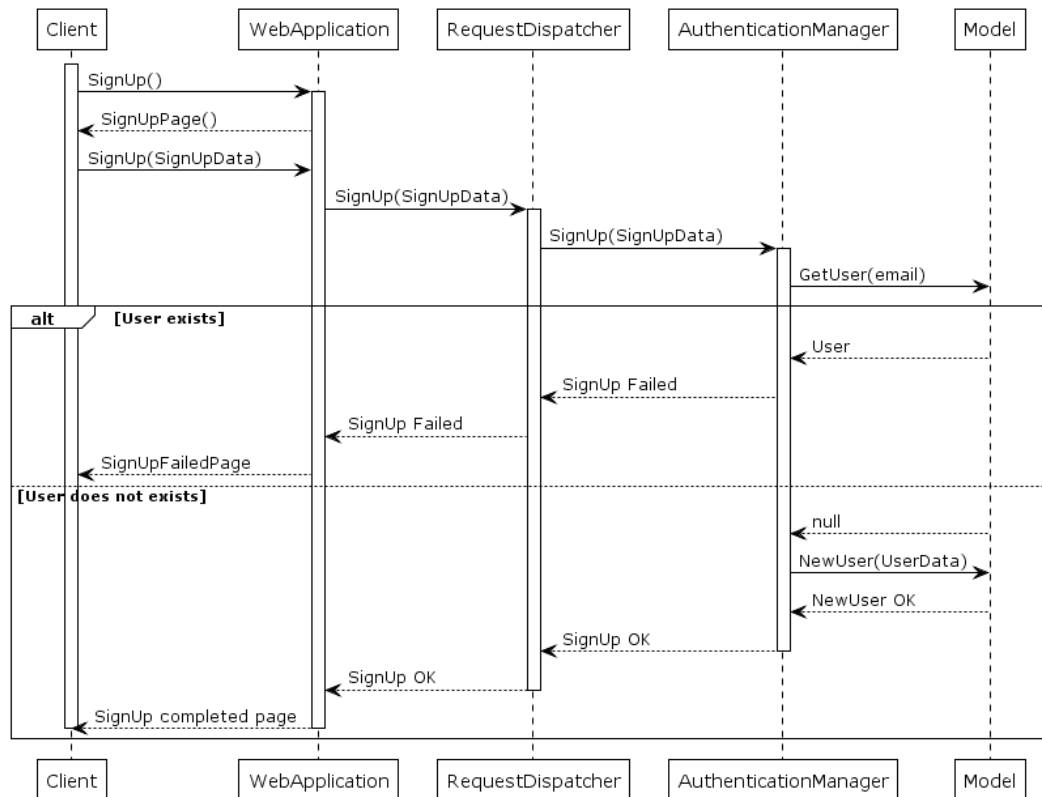 Client WebApplication RequestDispatcher AuthenticationManager Model
SignUp()
SignUpPage()
SignUp(SignUpData)
SignUp(SignUpData)
SignUp(SignUpData)
GetUser(email)
alt [User exists]
User
SignUp Failed
SignUp Failed
SignUpFailedPage
[User does not exists]
null
NewUser(UserData)
NewUser OK
SignUp OK
SignUp OK
SignUp completed page
Client WebApplication RequestDispatcher AuthenticationManager Model